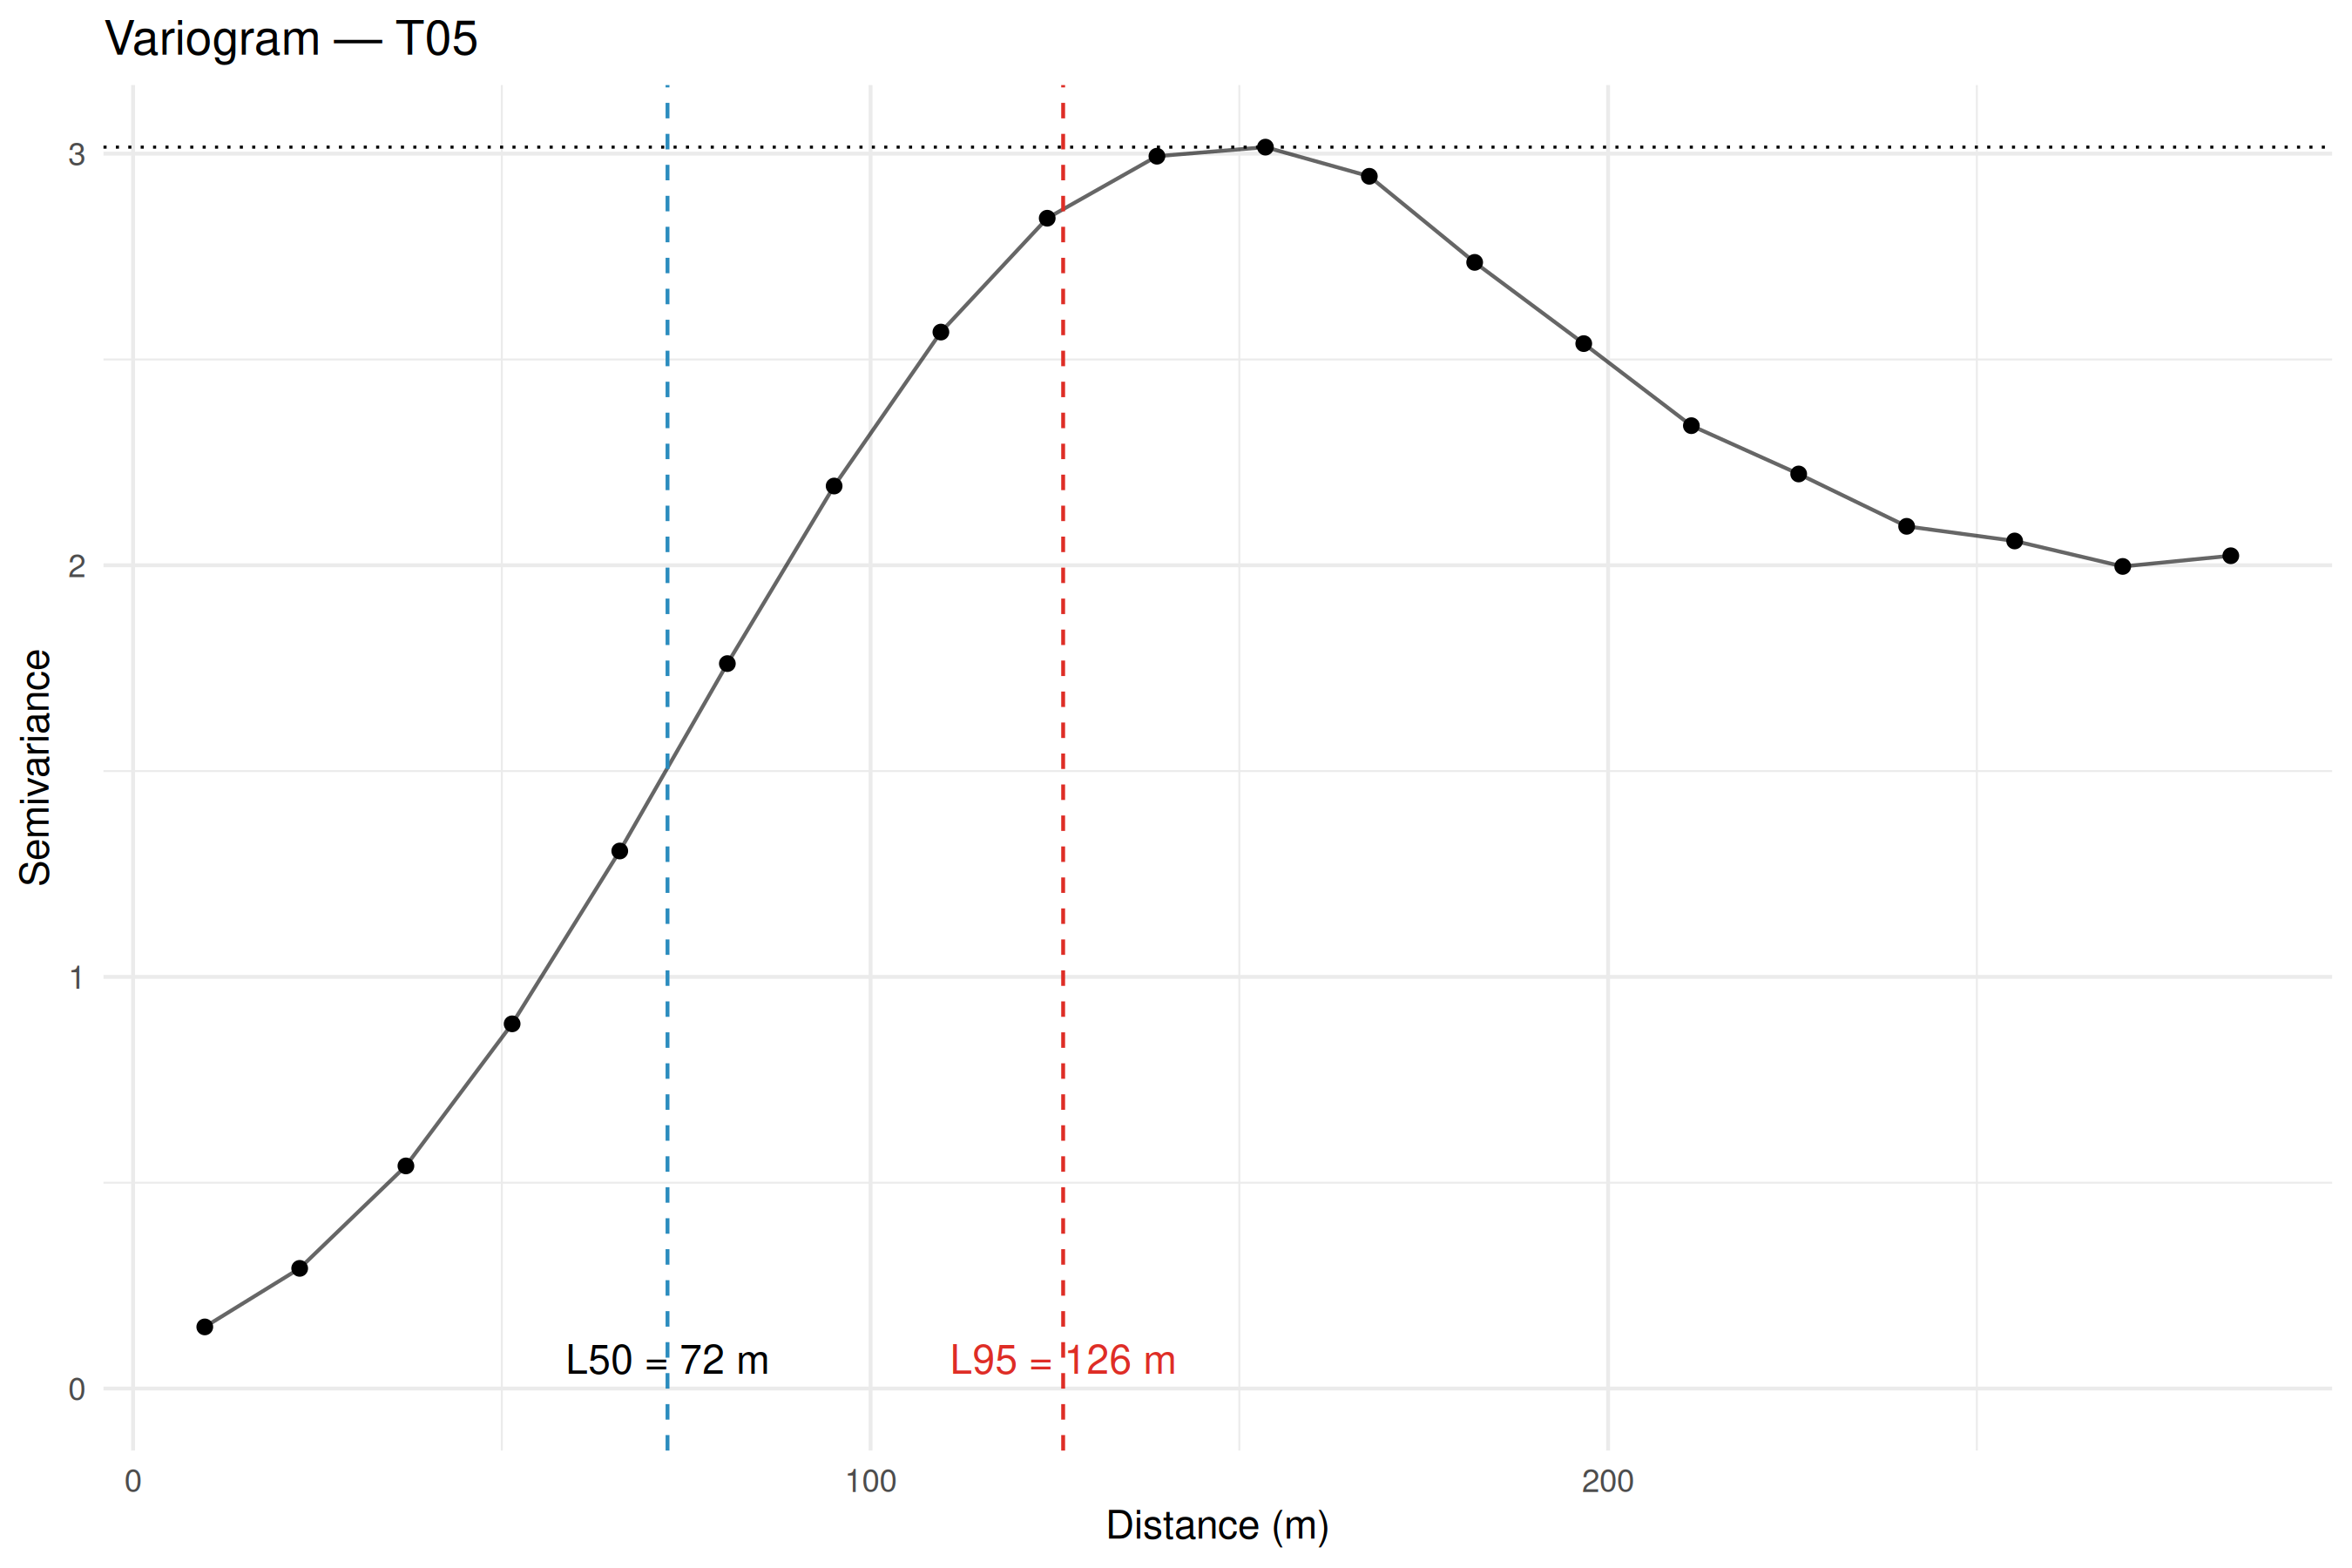 Variogram — T05
3
2
1
0
Semivariance
L50 = 72 m
L95 = 126 m
0
100
200
Distance (m)